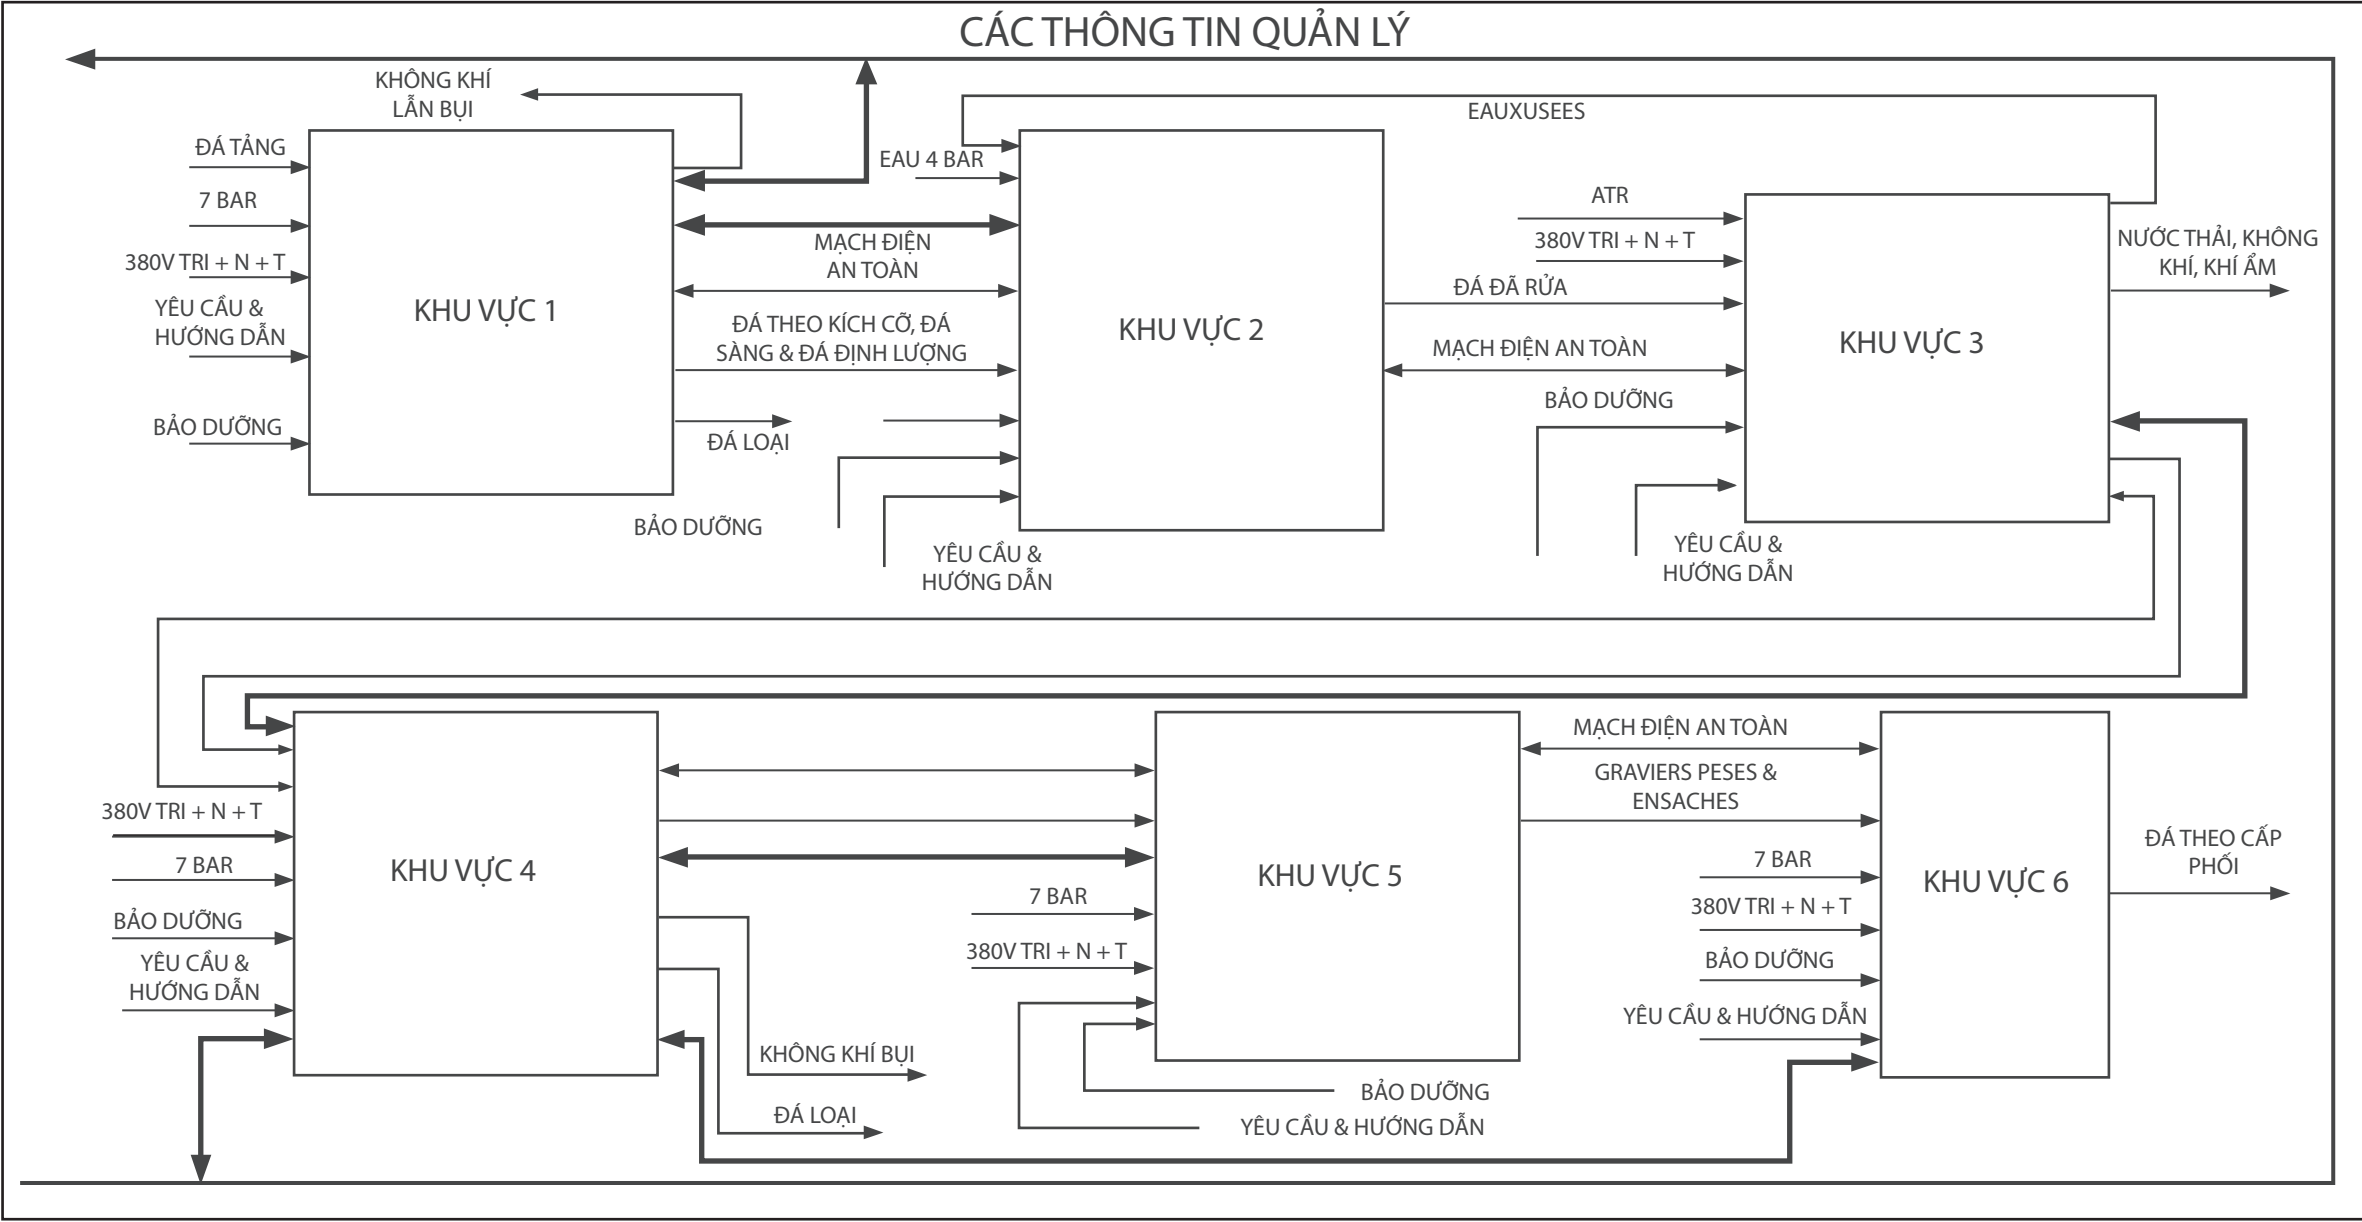 CÁC THÔNG TIN QUẢN LÝ
KHÔNG KHÍ
LẪN BỤI
ĐÁ TẢNG
7 BAR
380V TRI + N + T
YÊU CẦU &
HƯỚNG DẪN
BẢO DƯỠNG
KHU VỰC 1
EAU 4 BAR
MẠCH ĐIỆN
AN TOÀN
ĐÁ THEO KÍCH CỠ, ĐÁ
SÀNG & ĐÁ ĐỊNH LƯỢNG
ĐÁ LOẠI
BẢO DƯỠNG
YÊU CẦU &
HƯỚNG DẪN
KHU VỰC 2
EAUXUSEES
ATR
380V TRI + N + T
ĐÁ ĐÃ RỬA
MẠCH ĐIỆN AN TOÀN
BẢO DƯỠNG
YÊU CẦU &
HƯỚNG DẪN
KHU VỰC 3
NƯỚC THẢI, KHÔNG
KHÍ, KHÍ ẨM
380V TRI + N + T
7 BAR
BẢO DƯỠNG
YÊU CẦU &
HƯỚNG DẪN
KHU VỰC 4
KHÔNG KHÍ BỤI
ĐÁ LOẠI
7 BAR
380V TRI + N + T
KHU VỰC 5
BẢO DƯỠNG
YÊU CẦU & HƯỚNG DẪN
MẠCH ĐIỆN AN TOÀN
GRAVIERS PESES &
ENSACHES
7 BAR
380V TRI + N + T
BẢO DƯỠNG
YÊU CẦU & HƯỚNG DẪN
KHU VỰC 6
ĐÁ THEO CẤP
PHỐI